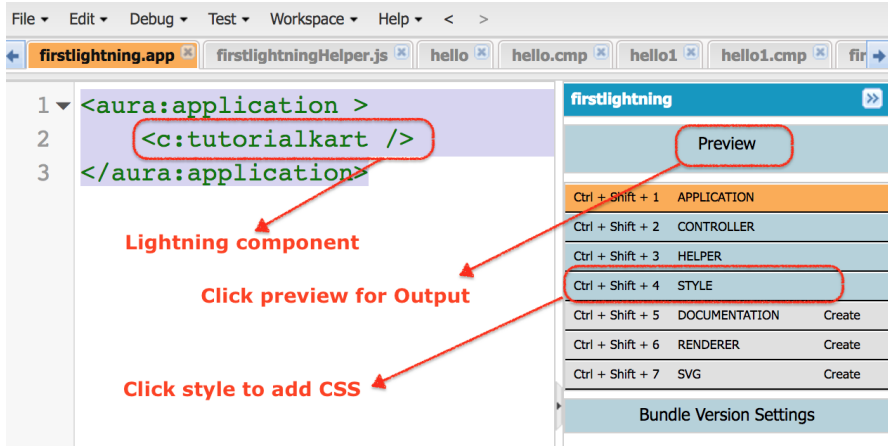 File Edit Debug Test Workspace Help < >
firstlightning.app firstlightningHelper.js hello hello.cmp hello1 hello1.cmp fir
1 <aura:application >
2 <c:tutorialkart />
3 </aura:application>
Lightning component
Click preview for Output
Click style to add CSS
firstlightning
Preview
Ctrl + Shift + 1 APPLICATION
Ctrl + Shift + 2 CONTROLLER
Ctrl + Shift + 3 HELPER
Ctrl + Shift + 4 STYLE
Ctrl + Shift + 5 DOCUMENTATION Create
Ctrl + Shift + 6 RENDERER Create
Ctrl + Shift + 7 SVG Create
Bundle Version Settings